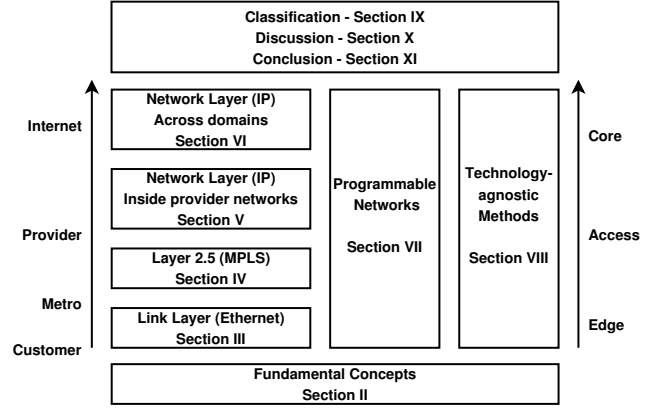 Classification - Section IX
Discussion - Section X
Conclusion - Section XI
Internet
Provider
Metro
Customer
Network Layer (IP)
Across domains
Section VI
Network Layer (IP)
Inside provider networks
Section V
Layer 2.5 (MPLS)
Section IV
Link Layer (Ethernet)
Section III
Programmable
Networks
Section VII
Technology-
agnostic
Methods
Section VIII
Core
Access
Edge
Fundamental Concepts
Section II